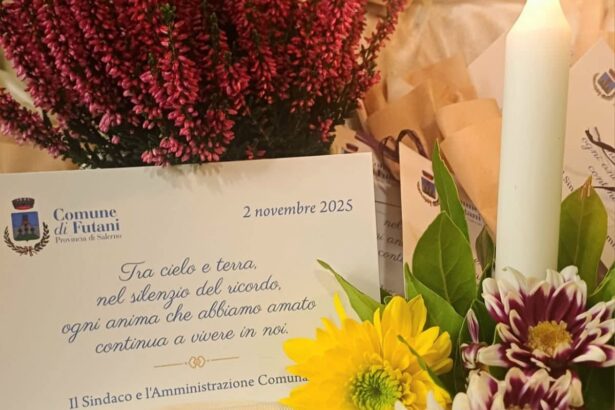 Comune
di Futani
Provincia di Salerno
2 novembre 2025
Tra cielo e terra,
nel silenzio del ricordo,
ogni anima che abbiamo amato
continua a vivere in noi.
Il Sindaco e l'Amministrazione Comuna